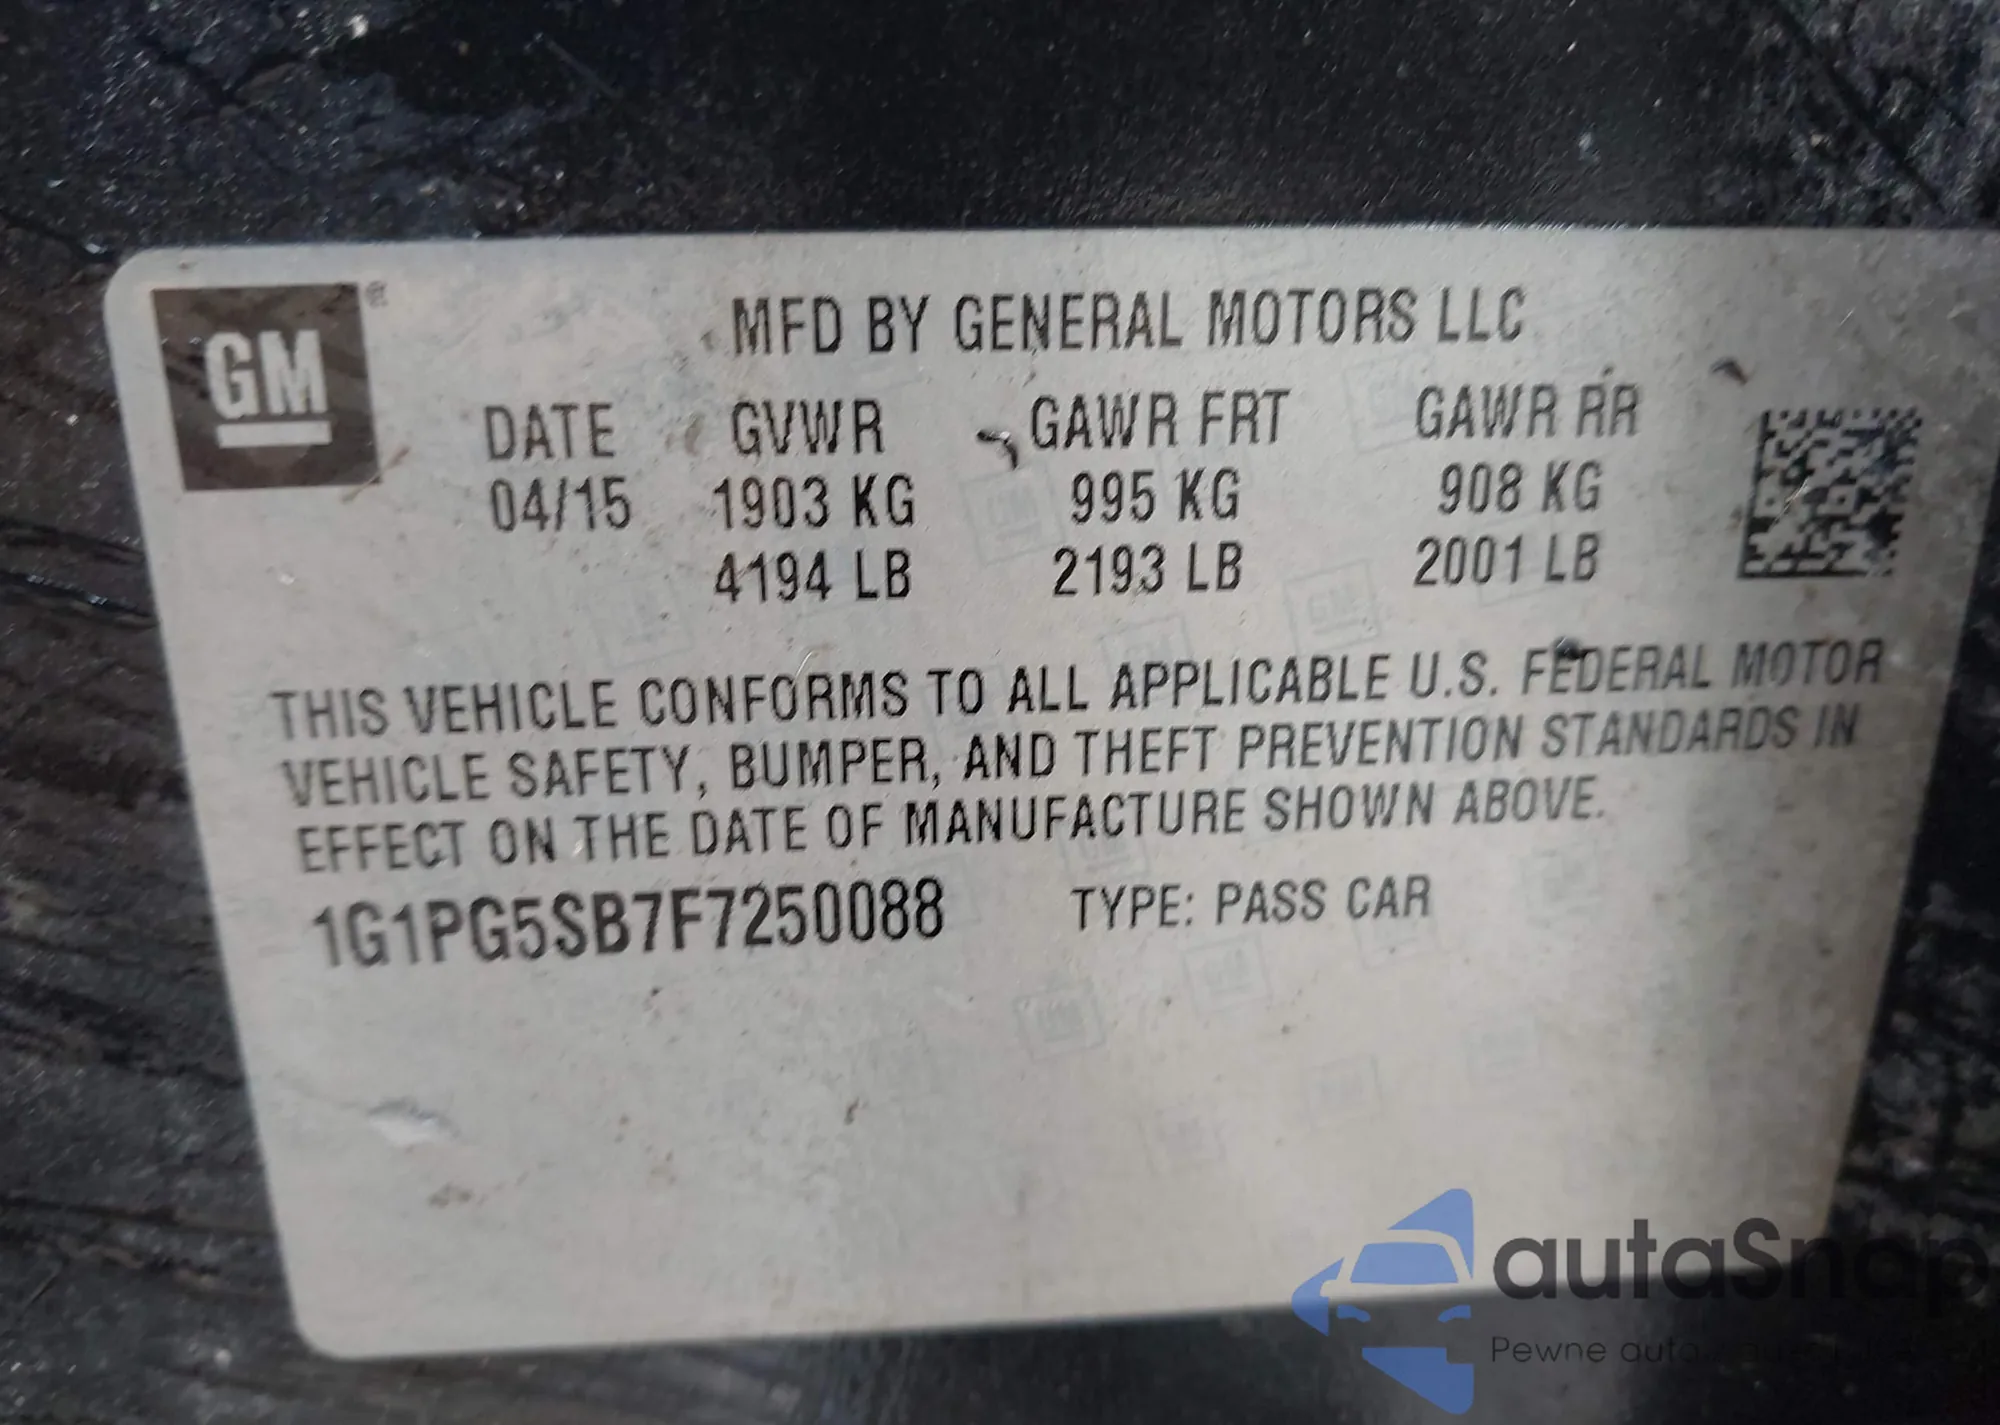 GM
MFD BY GENERAL MOTORS LLC
DATE GVWR GAWR FRT GAWR RR
04/15 1903 KG 995 KG 908 KG
4194 LB 2193 LB 2001 LB
THIS VEHICLE CONFORMS TO ALL APPLICABLE U.S. FEDERAL MOTOR
VEHICLE SAFETY, BUMPER, AND THEFT PREVENTION STANDARDS IN
EFFECT ON THE DATE OF MANUFACTURE SHOWN ABOVE.
1G1PG5SB7F7250088 TYPE: PASS CAR
autaSnap
Pewne auta